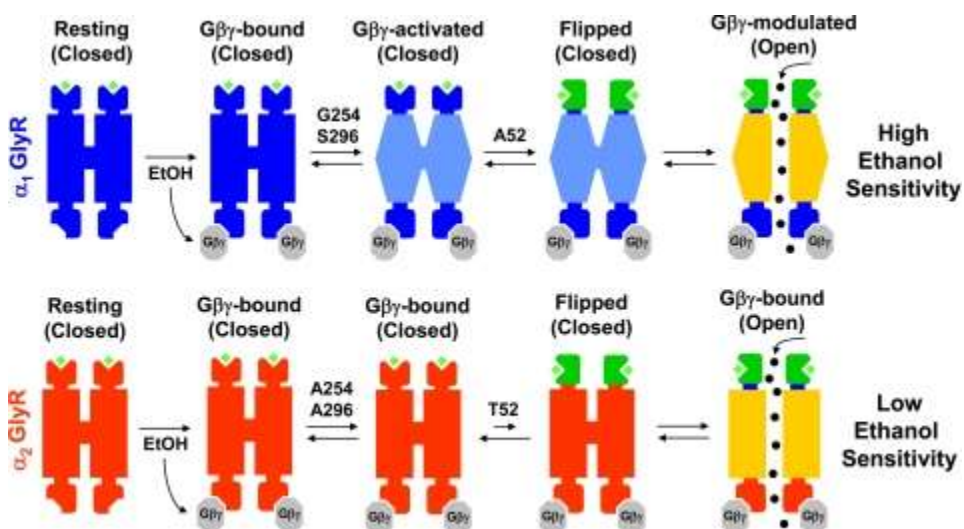 Resting Gβγ-bound Gβγ-activated Flipped Gβγ-modulated
(Closed) (Closed) (Closed) (Closed) (Open)
α1 GlyR
G254
S296
A52
EtOH
High
Ethanol
Sensitivity
Gβγ Gβγ Gβγ Gβγ Gβγ Gβγ Gβγ Gβγ
Resting Gβγ-bound Gβγ-bound Flipped Gβγ-bound
(Closed) (Closed) (Closed) (Closed) (Open)
α2 GlyR
A254
A296
T52
EtOH
Low
Ethanol
Sensitivity
Gβγ Gβγ Gβγ Gβγ Gβγ Gβγ Gβγ Gβγ